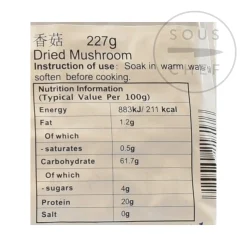 SOUS
CHEF
香菇 227g
Dried Mushroom
Instruction of use: Soak in warm wa
soften before cooking.
Nutrition Information
(Typical Value Per 100g)
Energy 883kJ/ 211 kcal
Fat 1.2g
Of which
- saturates 0.5g
Carbohydrate 61.7g
Of which
- sugars 4g
Protein 20g
Salt 0g